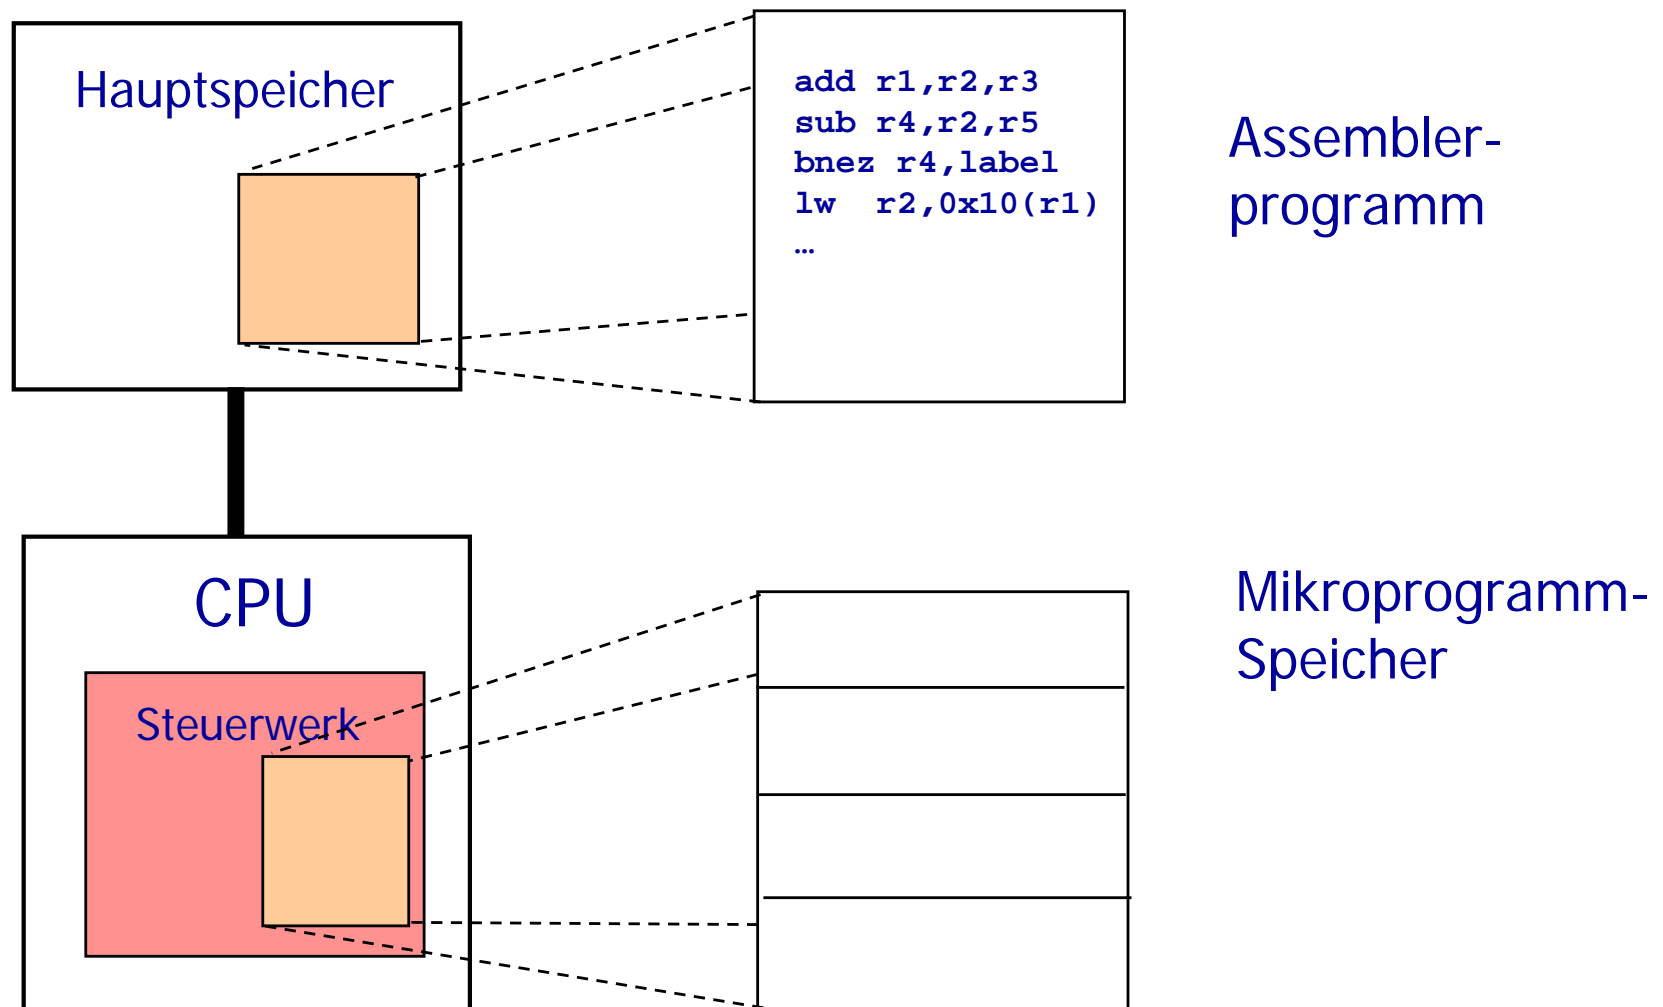 Hauptspeicher
add r1,r2,r3
sub r4,r2,r5
bnez r4,label
lw  r2,0x10(r1)
…
Assembler-
programm
CPU
Steuerwerk
Mikroprogramm-
Speicher